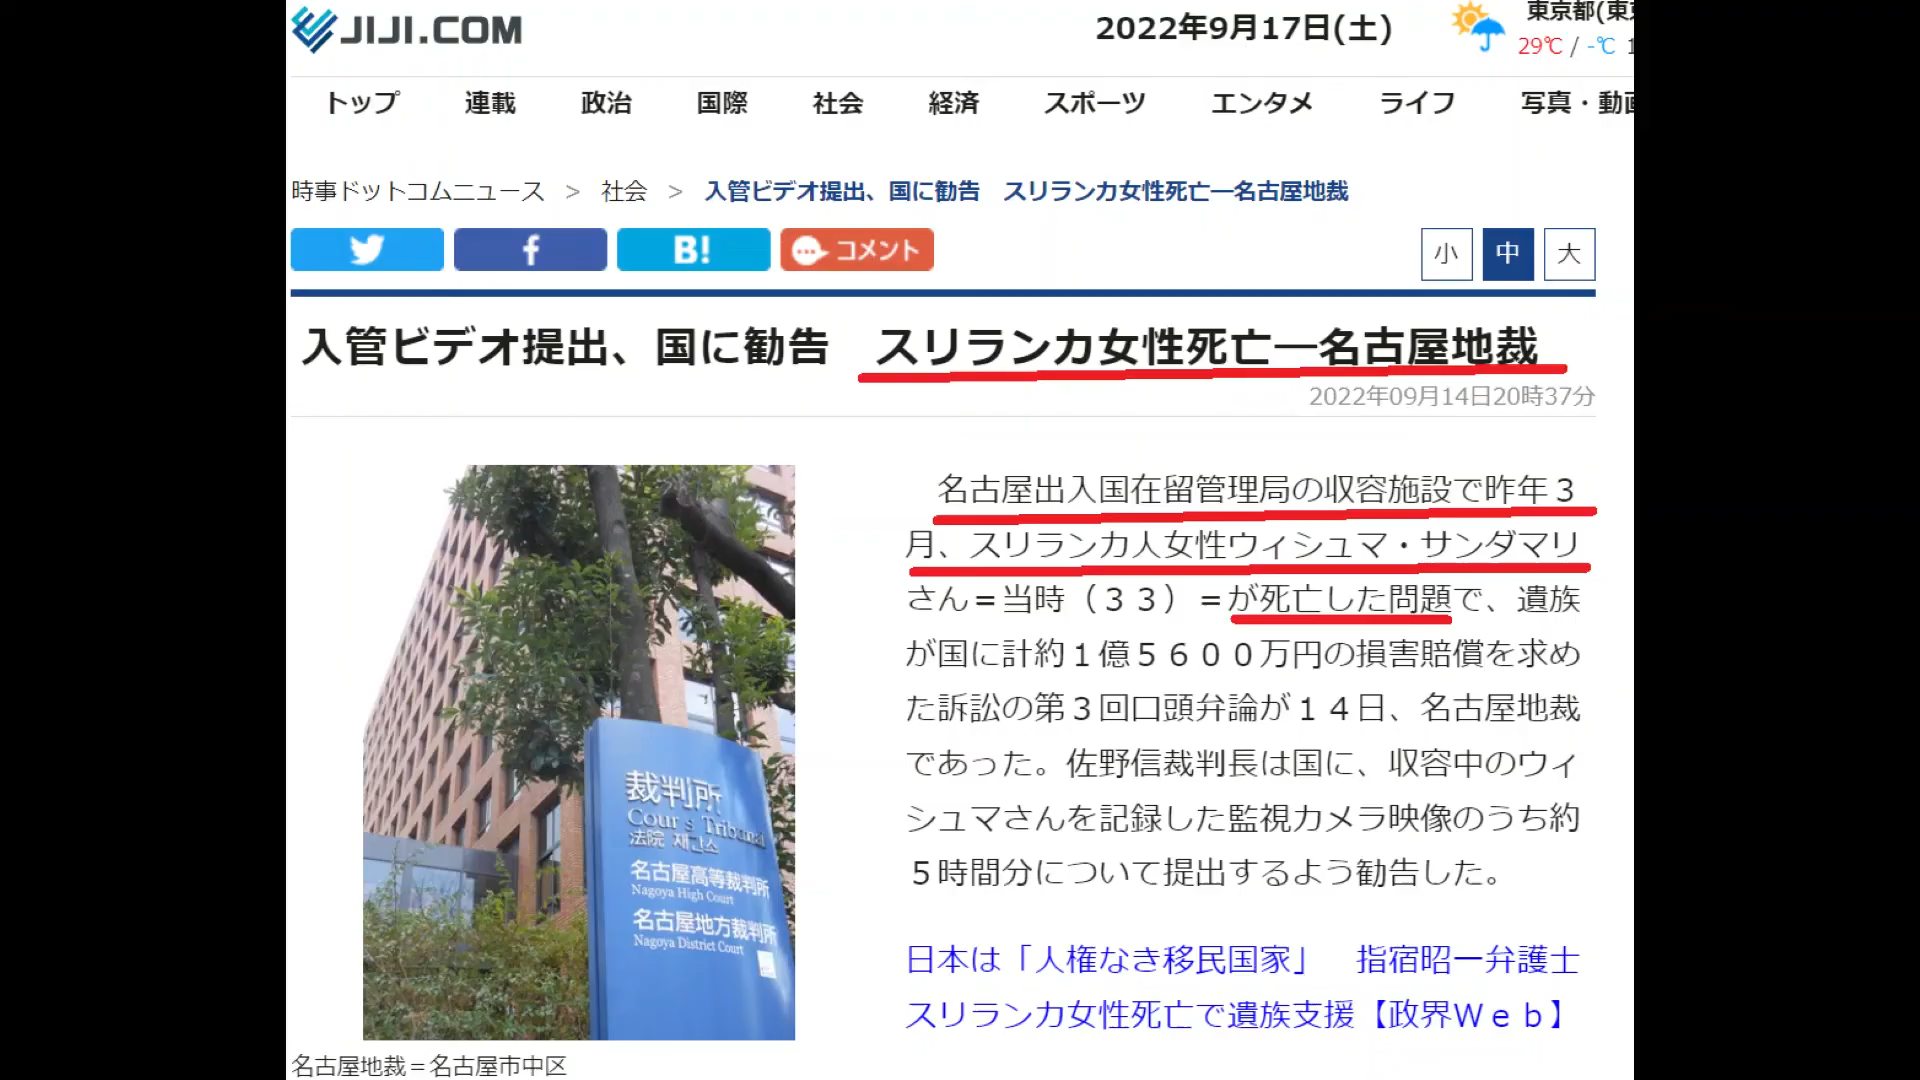 JIJI.COM
2022年9月17日(土)
東京都(東
29℃ / -℃ 1
トップ 連載 政治 国際 社会 経済 スポーツ エンタメ ライフ 写真・動画
時事ドットコムニュース > 社会 > 入管ビデオ提出、国に勧告 スリランカ女性死亡―名古屋地裁
B! コメント
小 中 大
入管ビデオ提出、国に勧告 スリランカ女性死亡―名古屋地裁
2022年09月14日20時37分
名古屋出入国在留管理局の収容施設で昨年３
月、スリランカ人女性ウィシュマ・サンダマリ
さん＝当時（３３）＝が死亡した問題で、遺族
が国に計約１億５６００万円の損害賠償を求め
た訴訟の第３回口頭弁論が１４日、名古屋地裁
であった。佐野信裁判長は国に、収容中のウィ
シュマさんを記録した監視カメラ映像のうち約
５時間分について提出するよう勧告した。
日本は「人権なき移民国家」 指宿昭一弁護士
スリランカ女性死亡で遺族支援【政界Ｗｅｂ】
裁判所
Court Tribunal
法院 재판소
名古屋高等裁判所
Nagoya High Court
名古屋地方裁判所
Nagoya District Court
名古屋地裁＝名古屋市中区